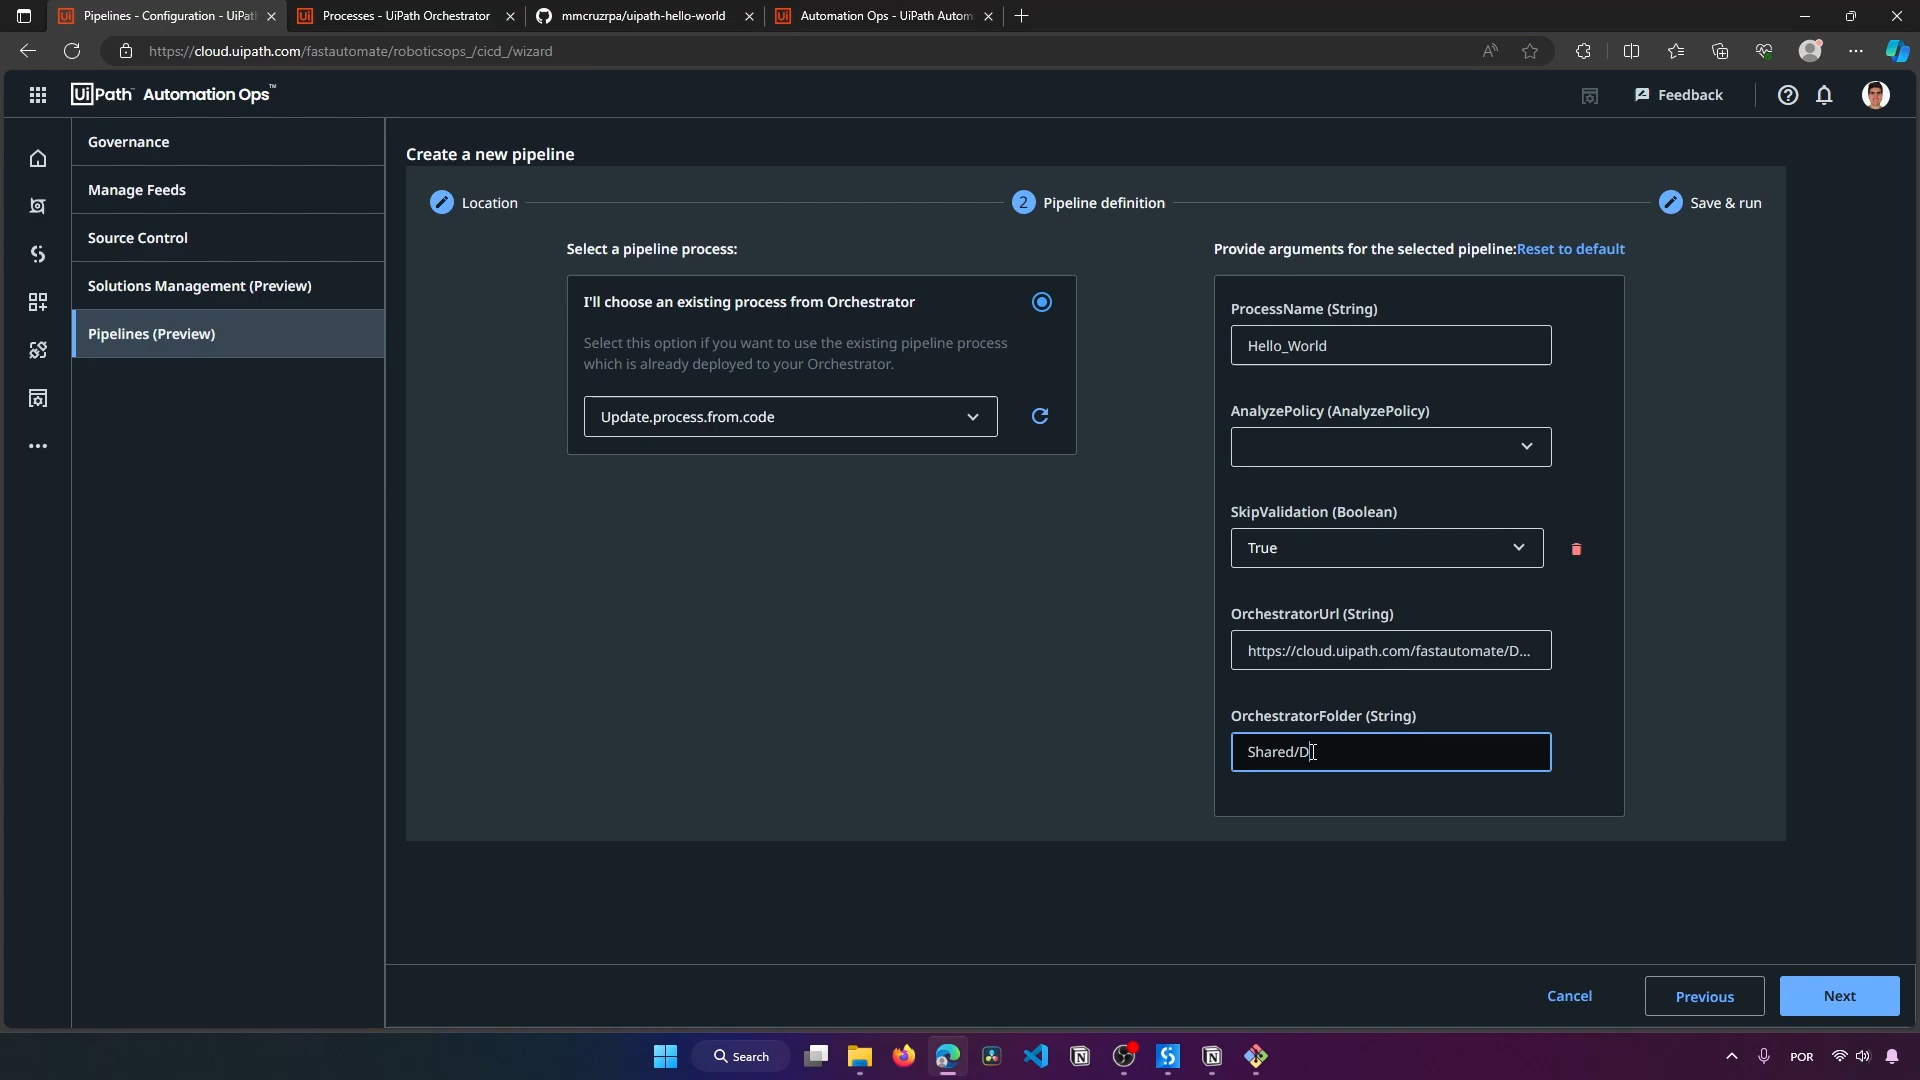 Pipelines - Configuration - UiPat
Processes - UiPath Orchestrator
mmcruzrpa/uipath-hello-world
Automation Ops - UiPath Autom
https://cloud.uipath.com/fastautomate/roboticsops_/cicd_/wizard
UiPath Automation Ops™
Feedback
Governance
Manage Feeds
Source Control
Solutions Management (Preview)
Pipelines (Preview)
Create a new pipeline
Location
2 Pipeline definition
Save & run
Select a pipeline process:
I'll choose an existing process from Orchestrator
Select this option if you want to use the existing pipeline process
which is already deployed to your Orchestrator.
Update.process.from.code
Provide arguments for the selected pipeline:Reset to default
ProcessName (String)
Hello_World
AnalyzePolicy (AnalyzePolicy)
SkipValidation (Boolean)
True
OrchestratorUrl (String)
https://cloud.uipath.com/fastautomate/D...
OrchestratorFolder (String)
Shared/D
Cancel
Previous
Next
Search
POR